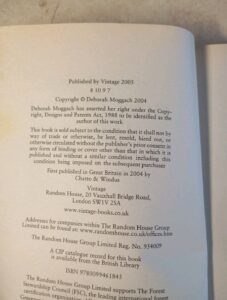 Published by Vintage 2005
8 10 9 7
Copyright © Deborah Moggach 2004
Deborah Moggach has asserted her right under the Copy-
right, Designs and Patents Act, 1988 to be identified as the
author of this work
This book is sold subject to the condition that it shall not by
way of trade or otherwise, be lent, resold, hired out, or
otherwise circulated without the publisher's prior consent in
any form of binding or cover other than that in which it is
published and without a similar condition including this
condition being imposed on the subsequent purchaser
First published in Great Britain in 2004 by
Chatto & Windus
Vintage
Random House, 20 Vauxhall Bridge Road,
London SW1V 2SA
www.vintage-books.co.uk
Addresses for companies within The Random House Group
Limited can be found at: www.randomhouse.co.uk/offices.htm
The Random House Group Limited Reg. No. 954009
A CIP catalogue record for this book
is available from the British Library
ISBN 9780099461845
The Random House Group Limited supports The Forest
Stewardship Council (FSC), the leading international forest
certification organisation